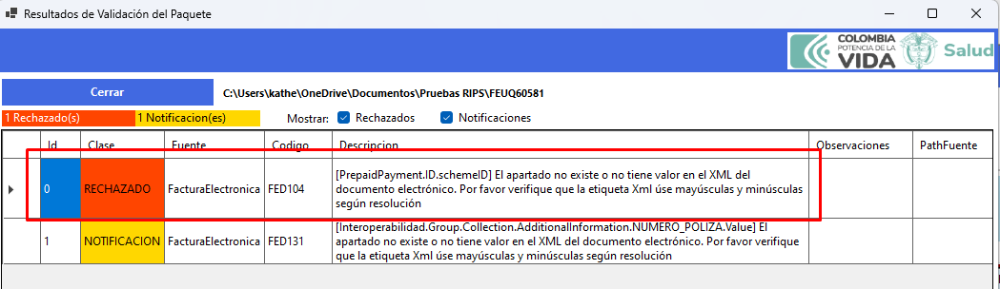 Resultados de Validación del Paquete
COLOMBIA
POTENCIA DE LA
VIDA
Salud
Cerrar
C:\Users\kathe\OneDrive\Documentos\Pruebas RIPS\FEUQ60581
1 Rechazado(s) 1 Notificacion(es) Mostrar: Rechazados Notificaciones
Id Clase Fuente Codigo Descripcion Observaciones PathFuente
0 RECHAZADO FacturaElectronica FED104 [PrepaidPayment.ID.schemeID] El apartado no existe o no tiene valor en el XML del
documento electrónico. Por favor verifique que la etiqueta Xml úse mayúsculas y minúsculas
según resolución
1 NOTIFICACION FacturaElectronica FED131 [Interoperabilidad.Group.Collection.AdditionalInformation.NUMERO_POLIZA.Value] El
apartado no existe o no tiene valor en el XML del documento electrónico. Por favor verifique
que la etiqueta Xml úse mayúsculas y minúsculas según resolución